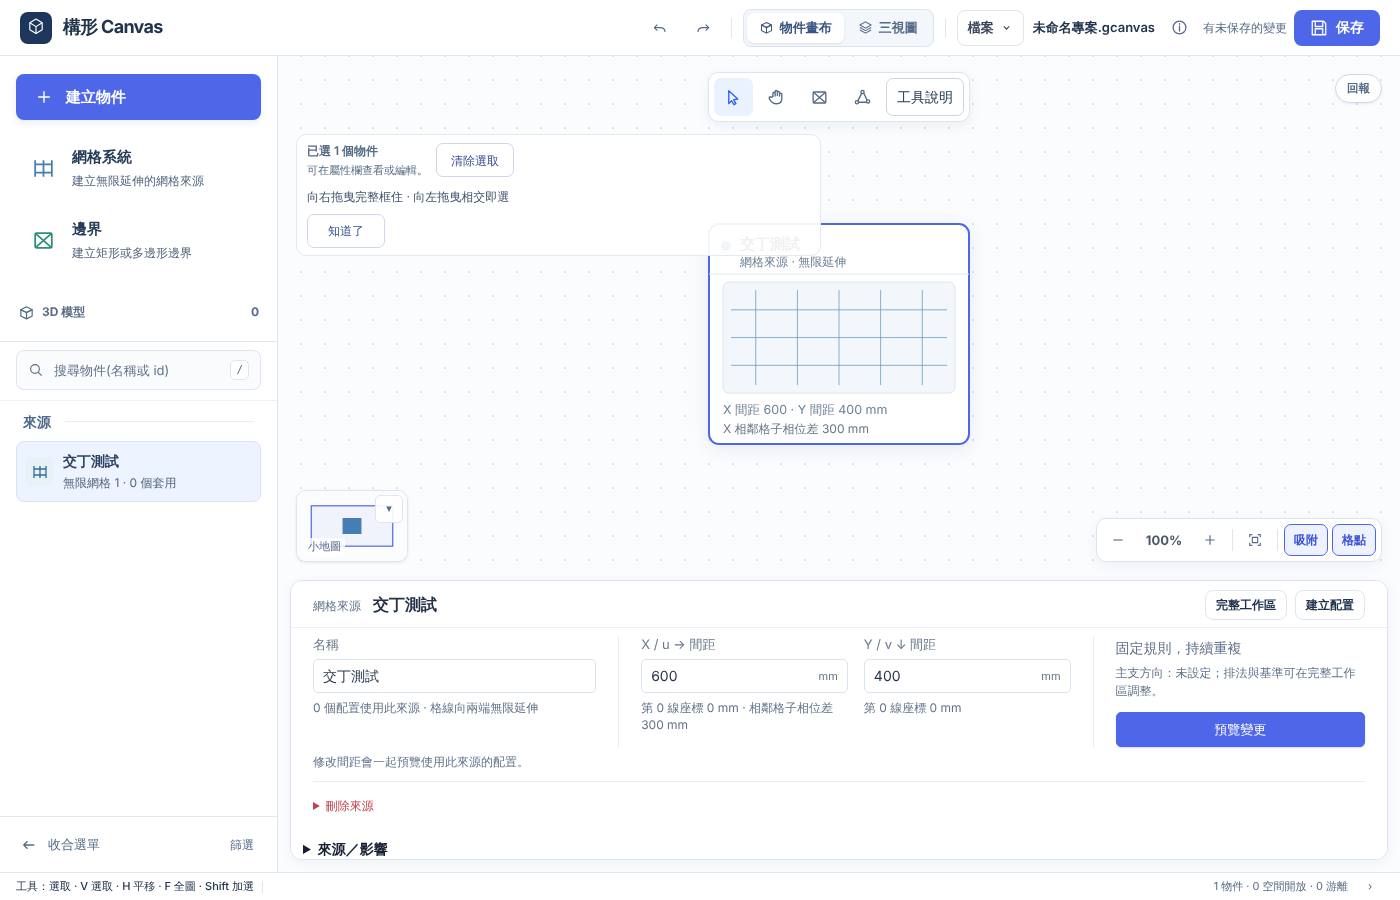 構形 Canvas
物件畫布
三視圖
檔案
未命名專案.gcanvas
有未保存的變更
保存
建立物件
網格系統
建立無限延伸的網格來源
邊界
建立矩形或多邊形邊界
3D 模型
0
搜尋物件(名稱或 id)
/
來源
交丁測試
無限網格 1 · 0 個套用
收合選單
篩選
工具說明
回報
已選 1 個物件
可在屬性欄查看或編輯。
清除選取
向右拖曳完整框住 · 向左拖曳相交即選
知道了
交丁測試
網格來源 · 無限延伸
X 間距 600 · Y 間距 400 mm
X 相鄰格子相位差 300 mm
小地圖
100%
吸附
格點
網格來源
交丁測試
完整工作區
建立配置
名稱
交丁測試
0 個配置使用此來源 · 格線向兩端無限延伸
X / u → 間距
600
mm
第 0 線座標 0 mm · 相鄰格子相位差
300 mm
Y / v ↓ 間距
400
mm
第 0 線座標 0 mm
固定規則，持續重複
主支方向：未設定；排法與基準可在完整工作
區調整。
預覽變更
修改間距會一起預覽使用此來源的配置。
刪除來源
來源／影響
工具：選取 · V 選取 · H 平移 · F 全圖 · Shift 加選
1 物件 · 0 空間開放 · 0 游離